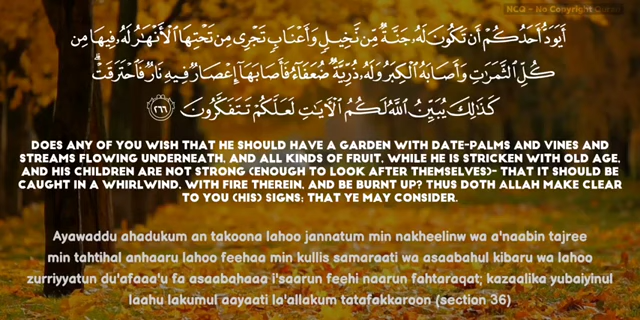 NCQ - No Copyright Quran
أَيَوَدُّ أَحَدُكُمْ أَن تَكُونَ لَهُۥ جَنَّةٌ مِّن نَّخِيلٍ وَأَعْنَابٍ تَجْرِى مِن تَحْتِهَا ٱلْأَنْهَـٰرُ لَهُۥ فِيهَا مِن
كُلِّ ٱلثَّمَرَٰتِ وَأَصَابَهُ ٱلْكِبَرُ وَلَهُۥ ذُرِّيَّةٌ ضُعَفَآءُ فَأَصَابَهَآ إِعْصَارٌ فِيهِ نَارٌ فَٱحْتَرَقَتْ ۗ
كَذَٰلِكَ يُبَيِّنُ ٱللَّهُ لَكُمُ ٱلْـَٔايَـٰتِ لَعَلَّكُمْ تَتَفَكَّرُونَ ٢٦٦
DOES ANY OF YOU WISH THAT HE SHOULD HAVE A GARDEN WITH DATE-PALMS AND VINES AND
STREAMS FLOWING UNDERNEATH, AND ALL KINDS OF FRUIT, WHILE HE IS STRICKEN WITH OLD AGE,
AND HIS CHILDREN ARE NOT STRONG (ENOUGH TO LOOK AFTER THEMSELVES)- THAT IT SHOULD BE
CAUGHT IN A WHIRLWIND, WITH FIRE THEREIN, AND BE BURNT UP? THUS DOTH ALLAH MAKE CLEAR
TO YOU (HIS) SIGNS; THAT YE MAY CONSIDER.
Ayawaddu ahadukum an takoona lahoo jannatum min nakheelinw wa a'naabin tajree
min tahtihal anhaaru lahoo feehaa min kullis samaraati wa asaabahul kibaru wa lahoo
zurriyyatun du'afaaa'u fa asaabahaaa i'saarun feehi naarun fahtaraqat; kazaalika yubaiyinul
laahu lakumul aayaati la'allakum tatafakkaroon (section 36)